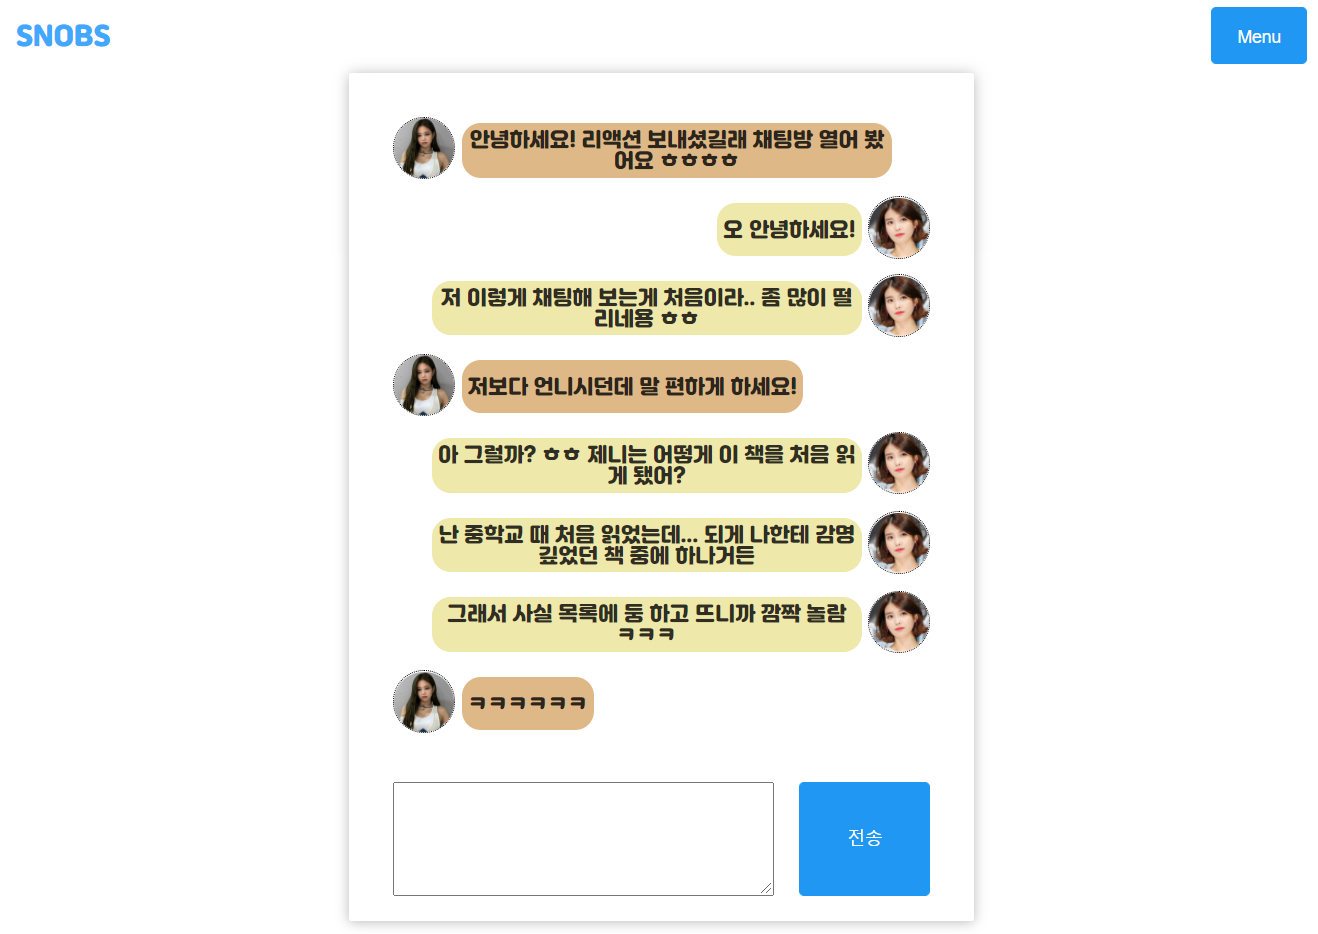 SNOBS
Menu
안녕하세요! 리액션 보내셨길래 채팅방 열어 봤
어요 ㅎㅎㅎㅎ
오 안녕하세요!
저 이렇게 채팅해 보는게 처음이라.. 좀 많이 떨
리네용 ㅎㅎ
저보다 언니시던데 말 편하게 하세요!
아 그럴까? ㅎㅎ 제니는 어떻게 이 책을 처음 읽
게 됐어?
난 중학교 때 처음 읽었는데... 되게 나한테 감명
깊었던 책 중에 하나거든
그래서 사실 목록에 둥 하고 뜨니까 깜짝 놀람
ㅋㅋㅋ
ㅋㅋㅋㅋㅋㅋ
전송